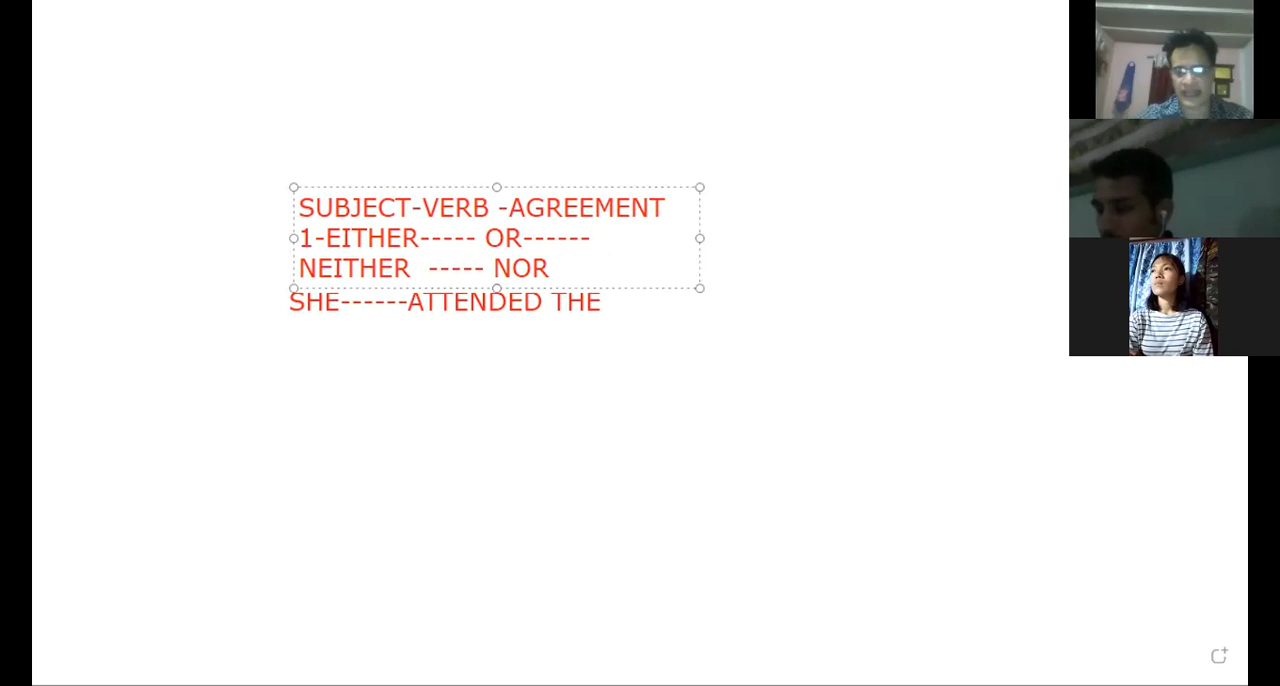 SUBJECT-VERB -AGREEMENT
1-EITHER----- OR------
NEITHER  ----- NOR
SHE------ATTENDED THE